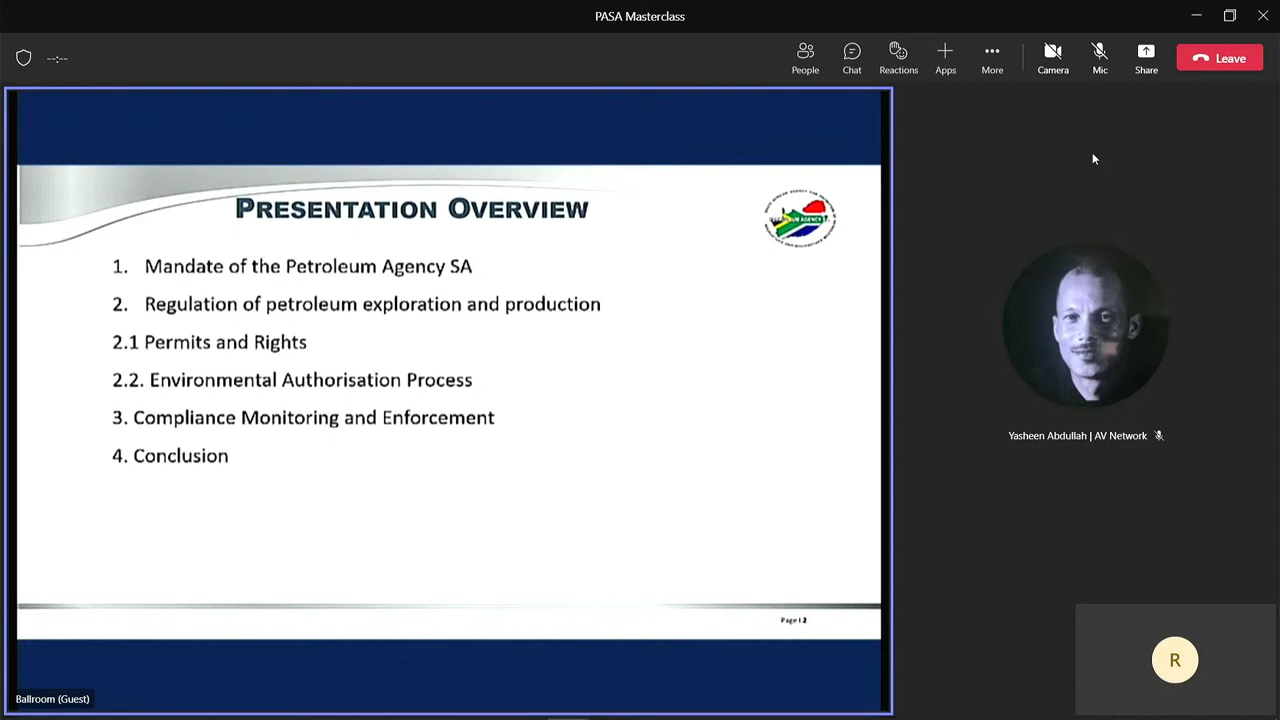 PASA Masterclass
--:--
People
Chat
Reactions
Apps
More
Camera
Mic
Share
Leave
PRESENTATION OVERVIEW
1. Mandate of the Petroleum Agency SA
2. Regulation of petroleum exploration and production
2.1 Permits and Rights
2.2. Environmental Authorisation Process
3. Compliance Monitoring and Enforcement
4. Conclusion
Page | 2
Ballroom (Guest)
Yasheen Abdullah | AV Network
R